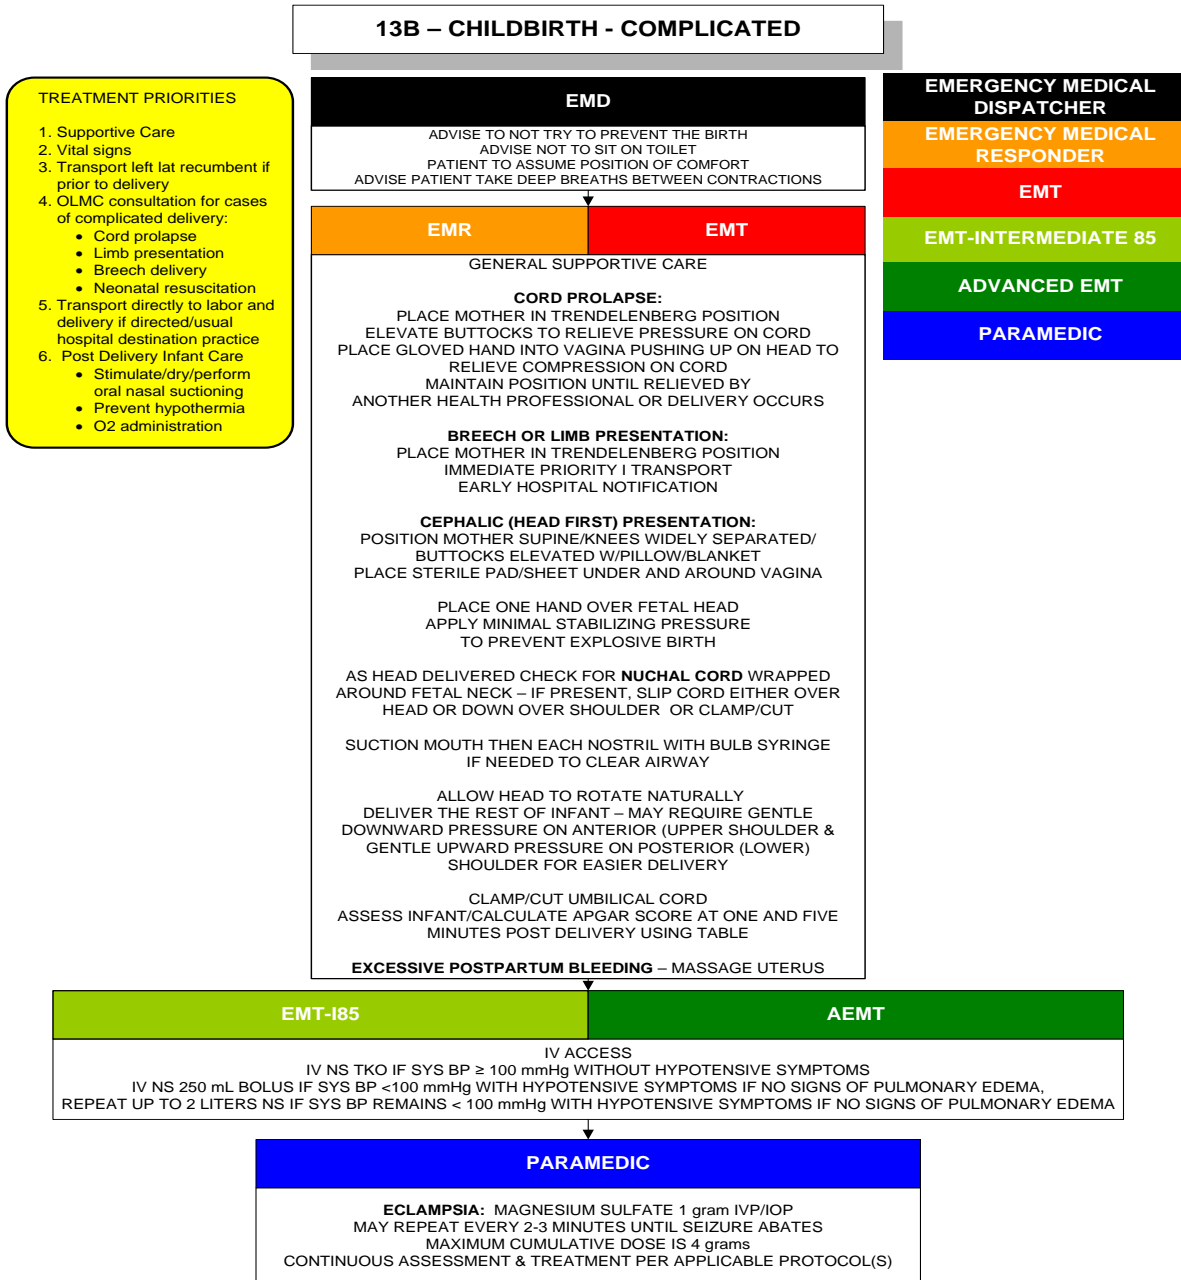 13B – CHILDBIRTH - COMPLICATED
TREATMENT PRIORITIES
1. Supportive Care
2. Vital signs
3. Transport left lat recumbent if
prior to delivery
4. OLMC consultation for cases
of complicated delivery:
• Cord prolapse
• Limb presentation
• Breech delivery
• Neonatal resuscitation
5. Transport directly to labor and
delivery if directed/usual
hospital destination practice
6. Post Delivery Infant Care
• Stimulate/dry/perform
oral nasal suctioning
• Prevent hypothermia
• O2 administration
EMD
ADVISE TO NOT TRY TO PREVENT THE BIRTH
ADVISE NOT TO SIT ON TOILET
PATIENT TO ASSUME POSITION OF COMFORT
ADVISE PATIENT TAKE DEEP BREATHS BETWEEN CONTRACTIONS
EMERGENCY MEDICAL
DISPATCHER
EMERGENCY MEDICAL
RESPONDER
EMT
EMT-INTERMEDIATE 85
ADVANCED EMT
PARAMEDIC
EMR
EMT
GENERAL SUPPORTIVE CARE
CORD PROLAPSE:
PLACE MOTHER IN TRENDELENBERG POSITION
ELEVATE BUTTOCKS TO RELIEVE PRESSURE ON CORD
PLACE GLOVED HAND INTO VAGINA PUSHING UP ON HEAD TO
RELIEVE COMPRESSION ON CORD
MAINTAIN POSITION UNTIL RELIEVED BY
ANOTHER HEALTH PROFESSIONAL OR DELIVERY OCCURS
BREECH OR LIMB PRESENTATION:
PLACE MOTHER IN TRENDELENBERG POSITION
IMMEDIATE PRIORITY I TRANSPORT
EARLY HOSPITAL NOTIFICATION
CEPHALIC (HEAD FIRST) PRESENTATION:
POSITION MOTHER SUPINE/KNEES WIDELY SEPARATED/
BUTTOCKS ELEVATED W/PILLOW/BLANKET
PLACE STERILE PAD/SHEET UNDER AND AROUND VAGINA
PLACE ONE HAND OVER FETAL HEAD
APPLY MINIMAL STABILIZING PRESSURE
TO PREVENT EXPLOSIVE BIRTH
AS HEAD DELIVERED CHECK FOR NUCHAL CORD WRAPPED
AROUND FETAL NECK – IF PRESENT, SLIP CORD EITHER OVER
HEAD OR DOWN OVER SHOULDER OR CLAMP/CUT
SUCTION MOUTH THEN EACH NOSTRIL WITH BULB SYRINGE
IF NEEDED TO CLEAR AIRWAY
ALLOW HEAD TO ROTATE NATURALLY
DELIVER THE REST OF INFANT – MAY REQUIRE GENTLE
DOWNWARD PRESSURE ON ANTERIOR (UPPER SHOULDER &
GENTLE UPWARD PRESSURE ON POSTERIOR (LOWER)
SHOULDER FOR EASIER DELIVERY
CLAMP/CUT UMBILICAL CORD
ASSESS INFANT/CALCULATE APGAR SCORE AT ONE AND FIVE
MINUTES POST DELIVERY USING TABLE
EXCESSIVE POSTPARTUM BLEEDING – MASSAGE UTERUS
EMT-I85
AEMT
IV ACCESS
IV NS TKO IF SYS BP ≥ 100 mmHg WITHOUT HYPOTENSIVE SYMPTOMS
IV NS 250 mL BOLUS IF SYS BP <100 mmHg WITH HYPOTENSIVE SYMPTOMS IF NO SIGNS OF PULMONARY EDEMA,
REPEAT UP TO 2 LITERS NS IF SYS BP REMAINS < 100 mmHg WITH HYPOTENSIVE SYMPTOMS IF NO SIGNS OF PULMONARY EDEMA
PARAMEDIC
ECLAMPSIA: MAGNESIUM SULFATE 1 gram IVP/IOP
MAY REPEAT EVERY 2-3 MINUTES UNTIL SEIZURE ABATES
MAXIMUM CUMULATIVE DOSE IS 4 grams
CONTINUOUS ASSESSMENT & TREATMENT PER APPLICABLE PROTOCOL(S)